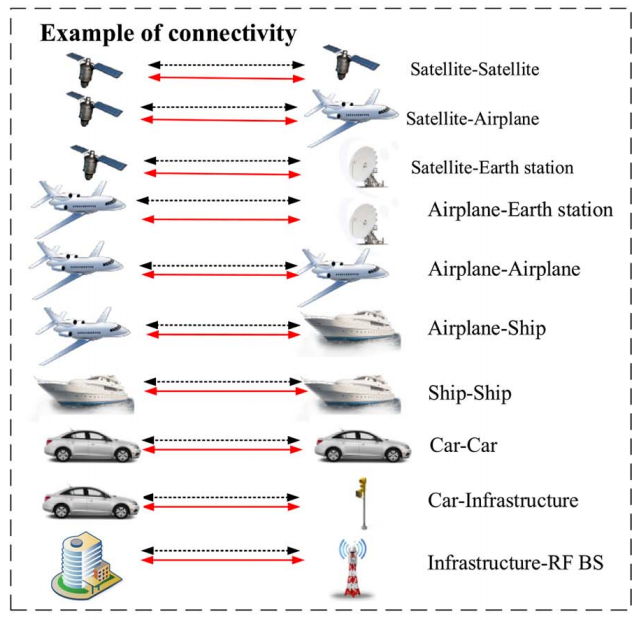 Example of connectivity
Satellite-Satellite
Satellite-Airplane
Satellite-Earth station
Airplane-Earth station
Airplane-Airplane
Airplane-Ship
Ship-Ship
Car-Car
Car-Infrastructure
Infrastructure-RF BS